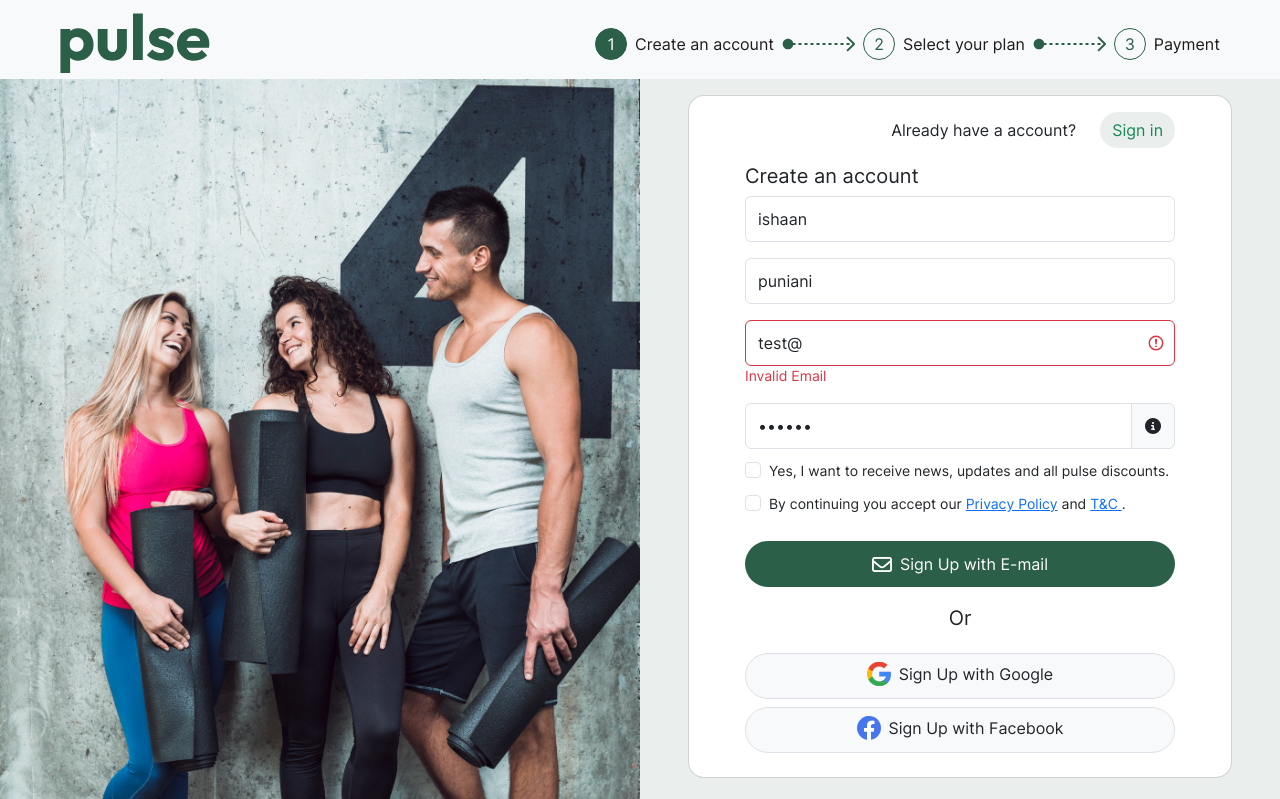 pulse
1 Create an account 2 Select your plan 3 Payment
4
Already have a account? Sign in
Create an account
ishaan
puniani
test@
Invalid Email
••••••
Yes, I want to receive news, updates and all pulse discounts.
By continuing you accept our Privacy Policy and T&C .
Sign Up with E-mail
Or
Sign Up with Google
Sign Up with Facebook